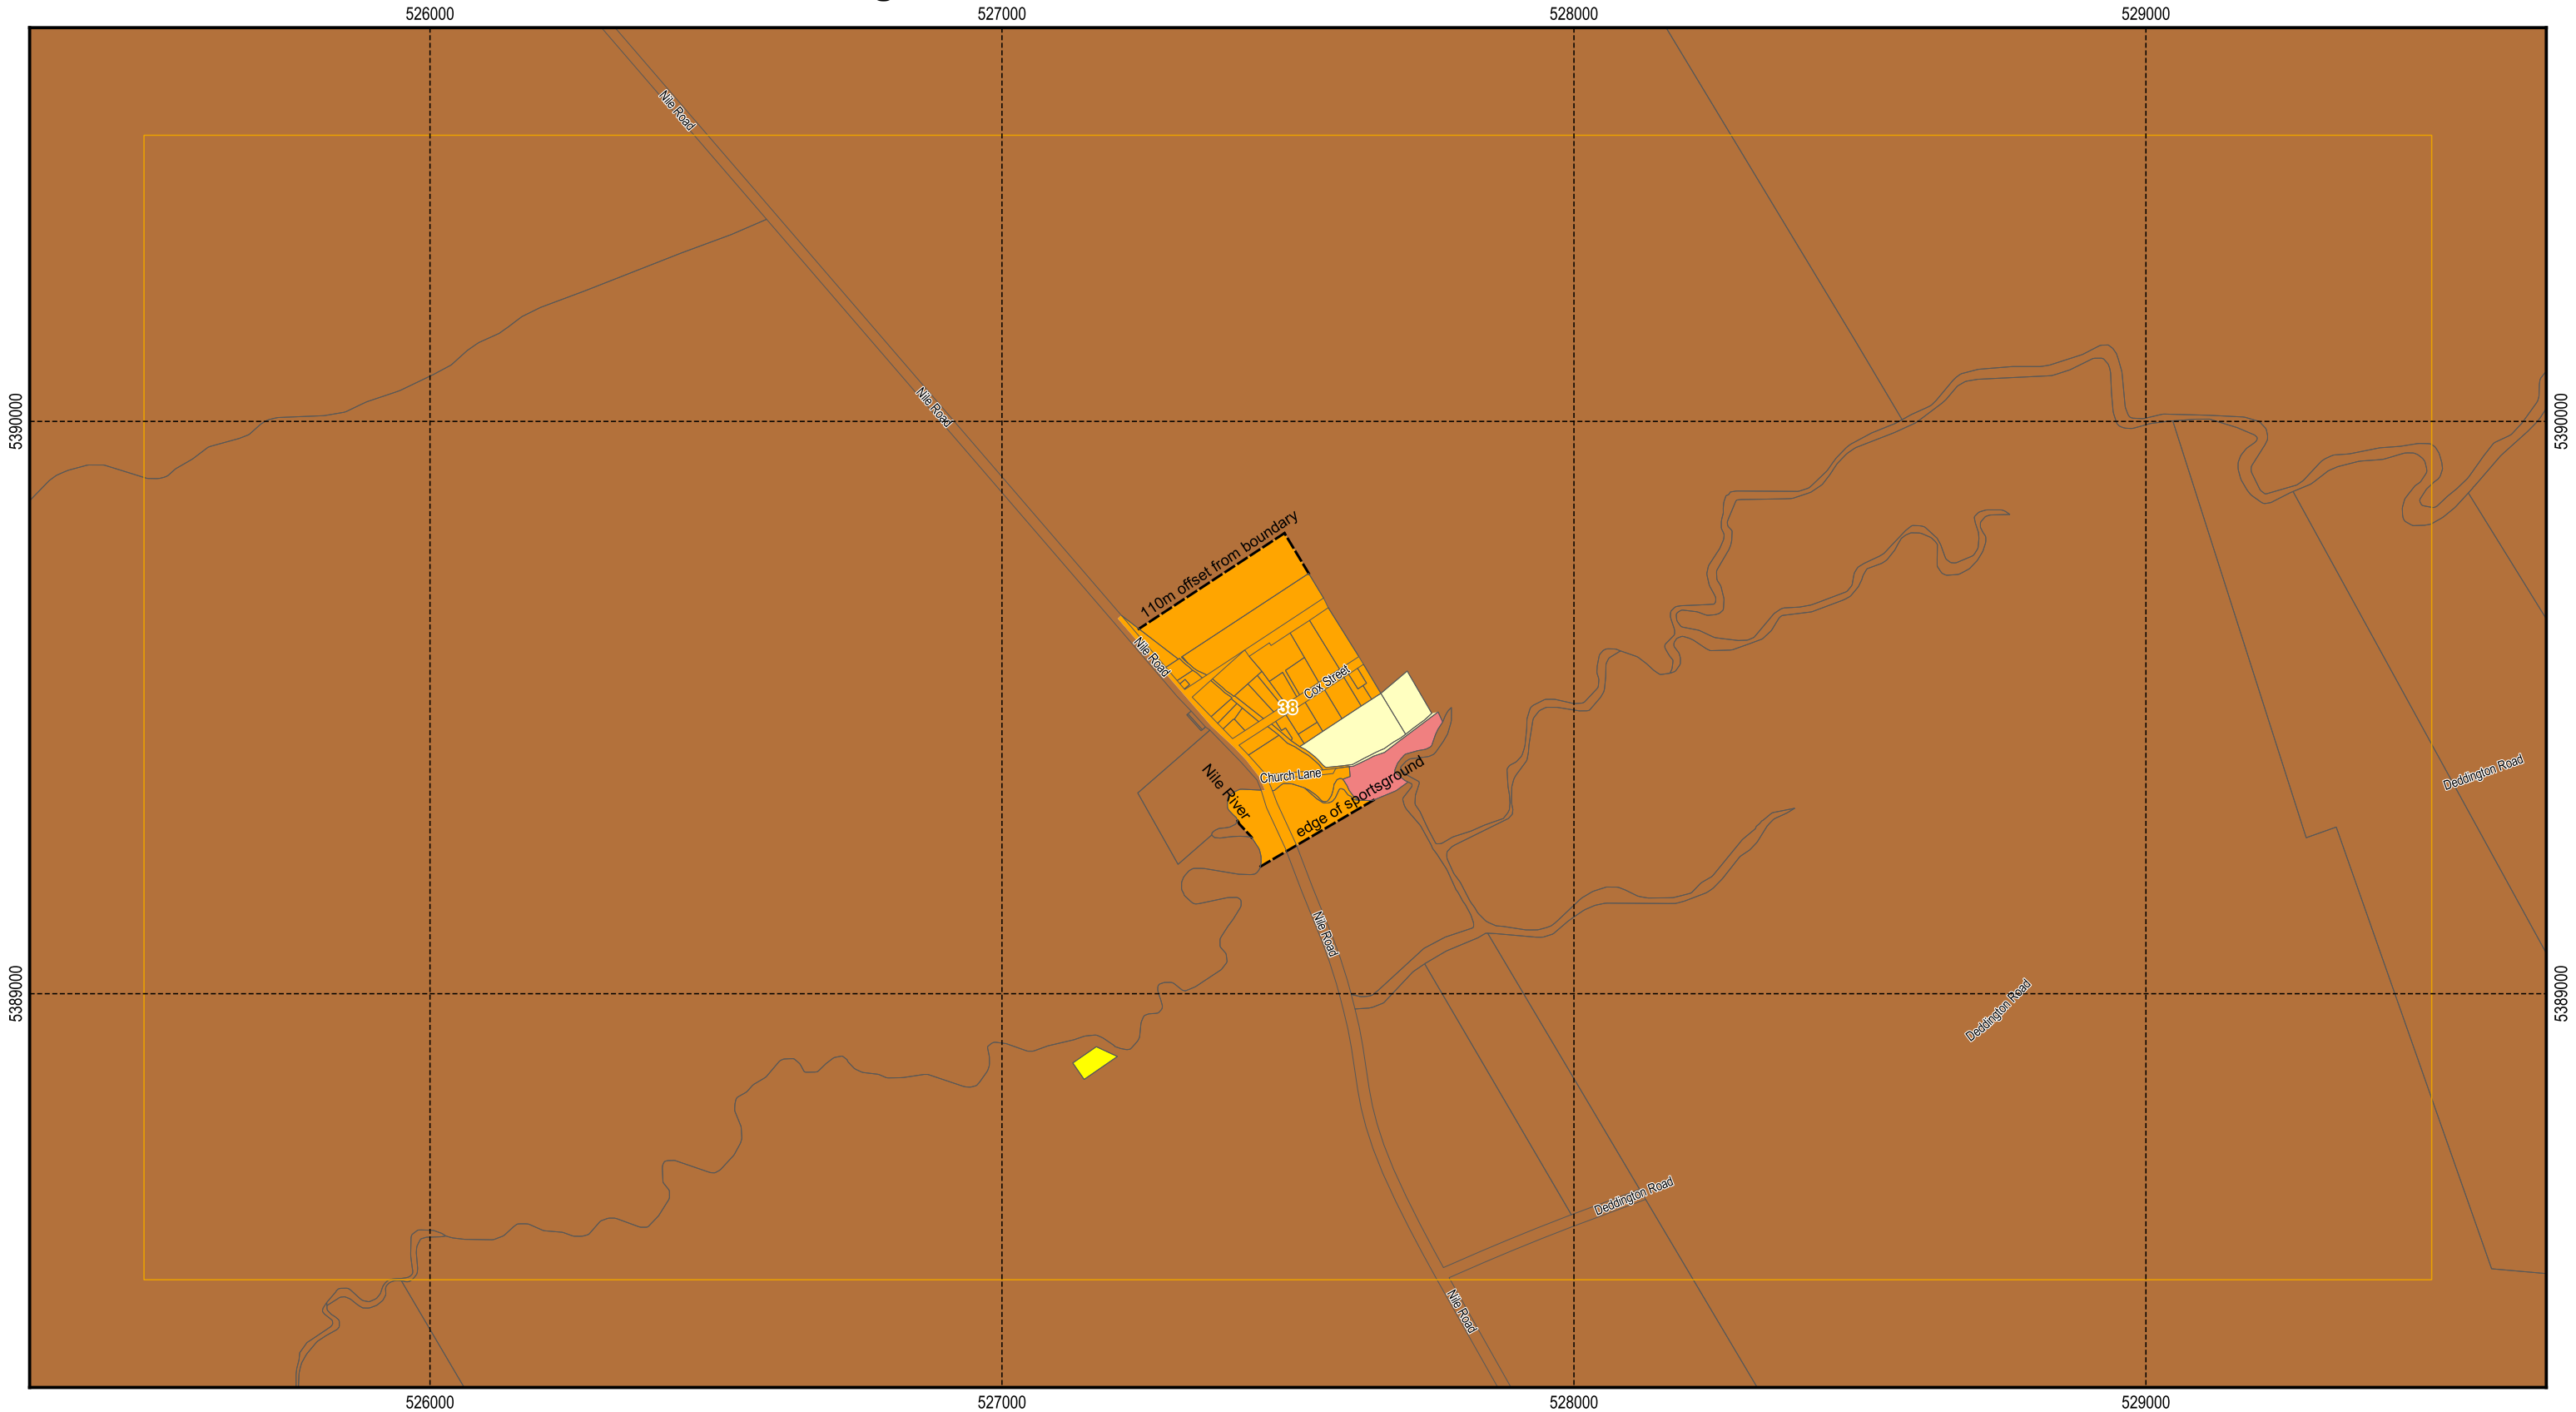 526000 527000 528000 529000
Nile Road
Nile Road
5390000 5390000
110m offset from boundary
Nile Road
Cox Street
38
Church Lane
Nile River
edge of sportsground
Deddington Road
Nile Road
5389000 5389000
Deddington Road
Deddington Road
Nile Road
526000 527000 528000 529000